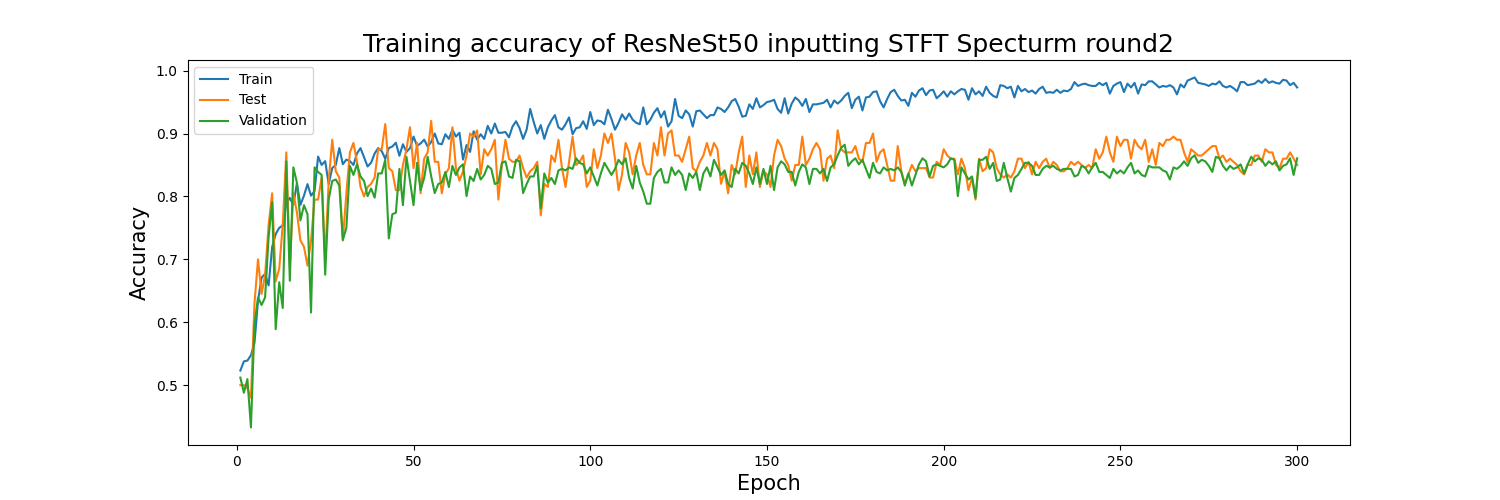 Training accuracy of ResNeSt50 inputting STFT Specturm round2
Train
Test
Validation
1.0
0.9
0.8
0.7
0.6
0.5
Accuracy
0 50 100 150 200 250 300
Epoch